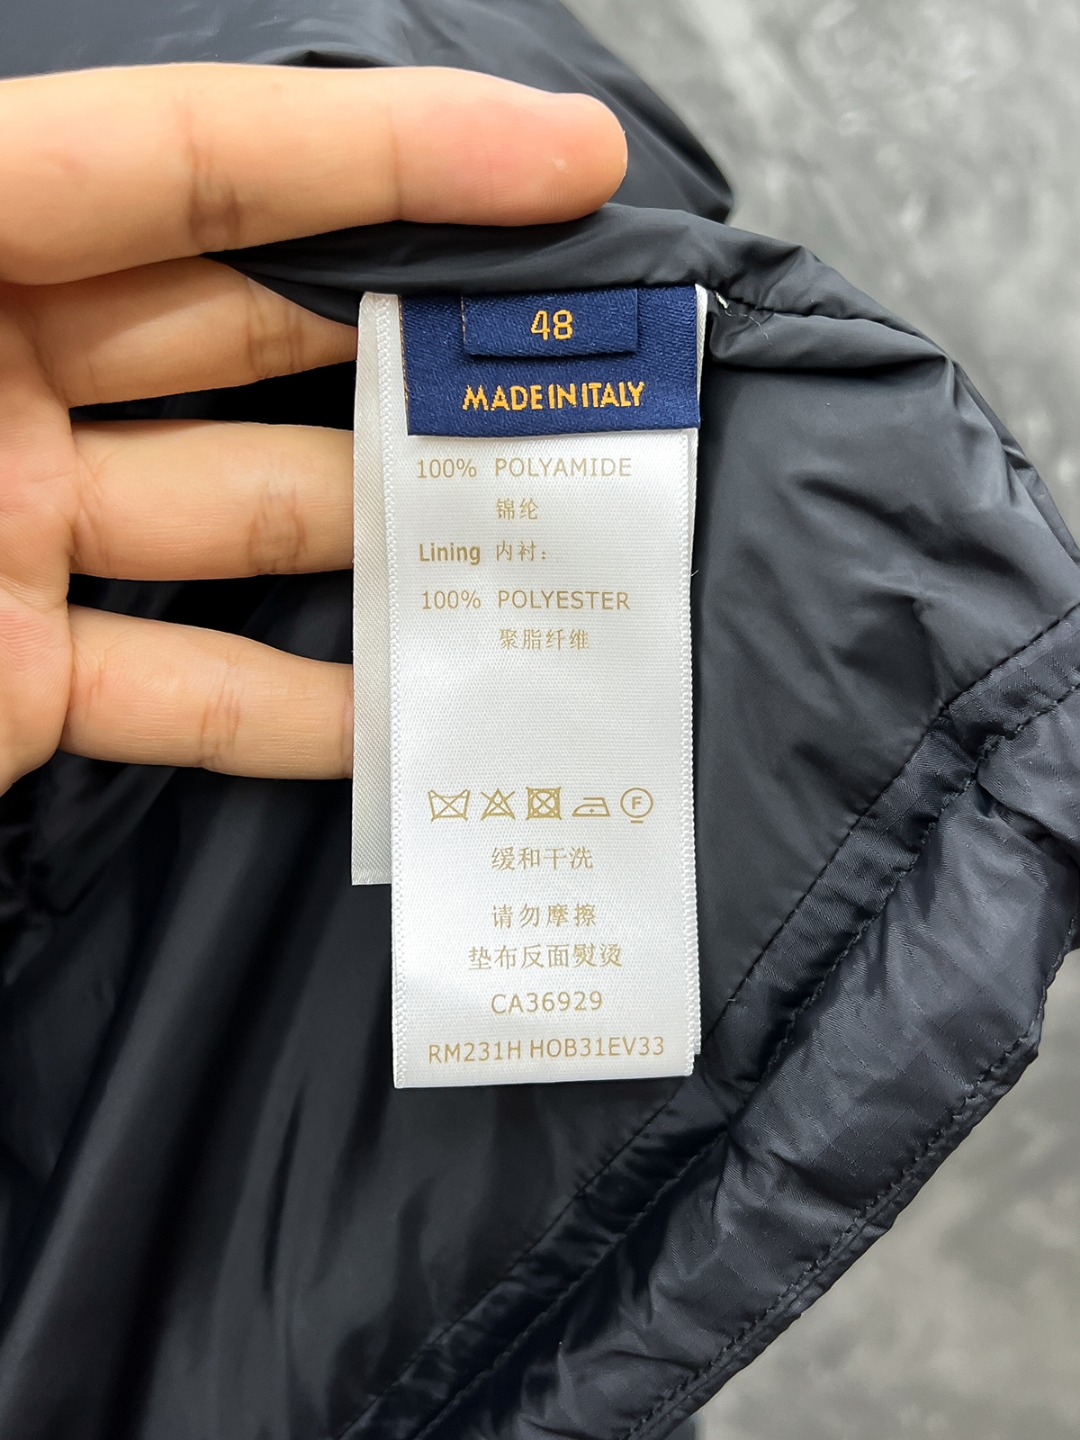 48
MADE IN ITALY
100% POLYAMIDE
锦纶
Lining 内衬:
100% POLYESTER
聚脂纤维
F
缓和干洗
请勿摩擦
垫布反面熨烫
CA36929
RM231H HOB31EV33